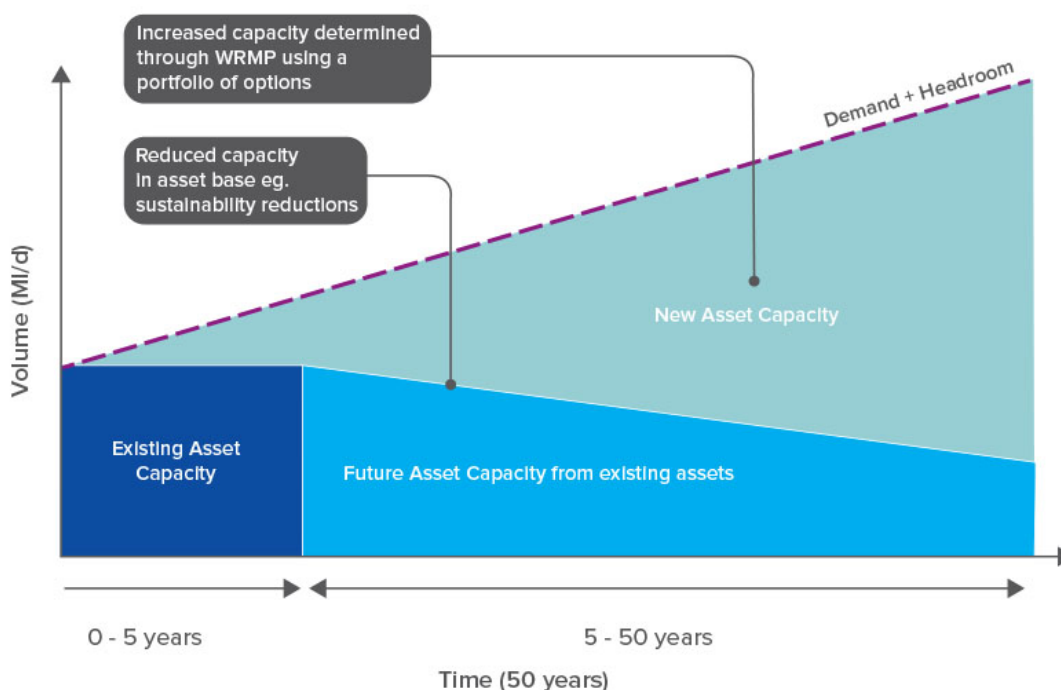 Increased capacity determined
through WRMP using a
portfolio of options
Demand + Headroom
Reduced capacity
in asset base eg.
sustainability reductions
Volume (Ml/d)
New Asset Capacity
Existing Asset
Capacity
Future Asset Capacity from existing assets
0 - 5 years
5 - 50 years
Time (50 years)